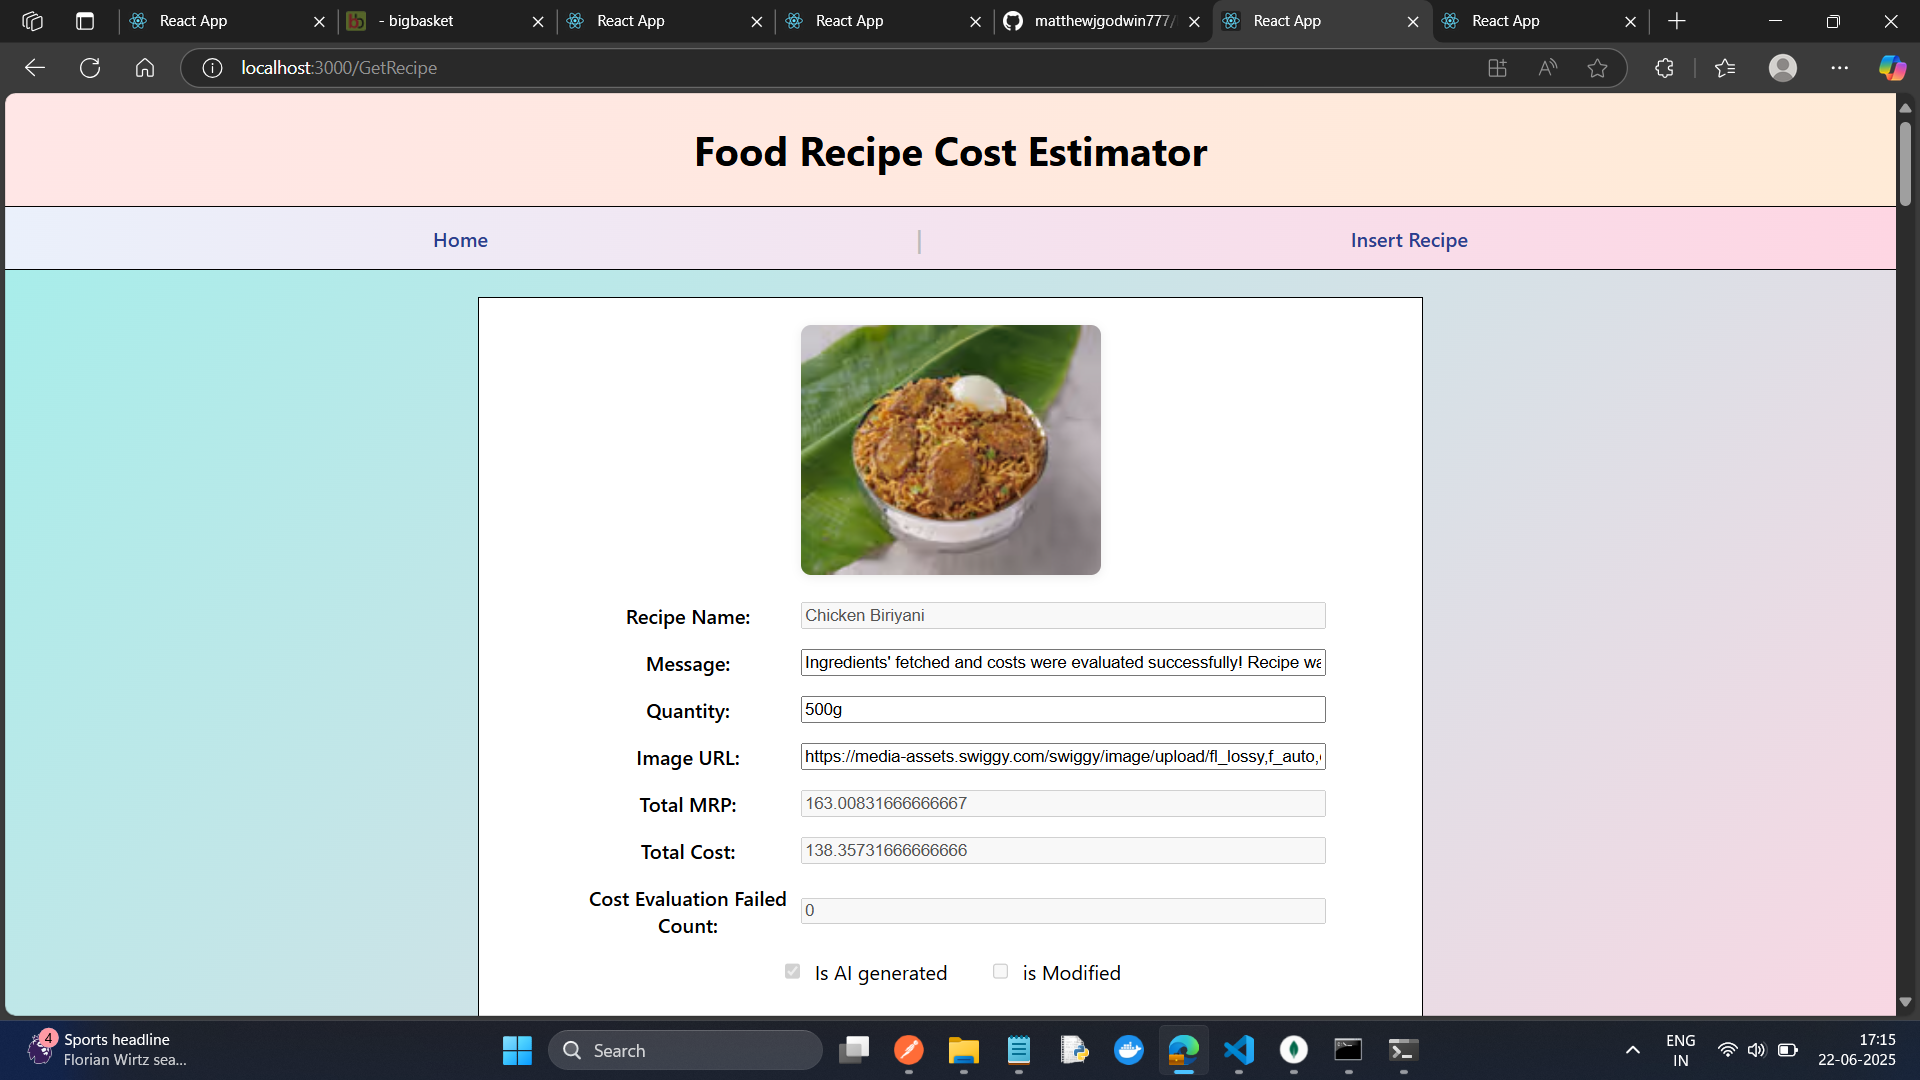 React App
- bigbasket
React App
React App
matthewjgodwin777/
React App
React App
localhost:3000/GetRecipe
Food Recipe Cost Estimator
Home | Insert Recipe
Recipe Name: Chicken Biriyani
Message: Ingredients' fetched and costs were evaluated successfully! Recipe wa
Quantity: 500g
Image URL: https://media-assets.swiggy.com/swiggy/image/upload/fl_lossy,f_auto,
Total MRP: 163.00831666666667
Total Cost: 138.35731666666666
Cost Evaluation Failed
Count: 0
Is AI generated
is Modified
4
Sports headline
Florian Wirtz sea...
Search
ENG
IN
17:15
22-06-2025